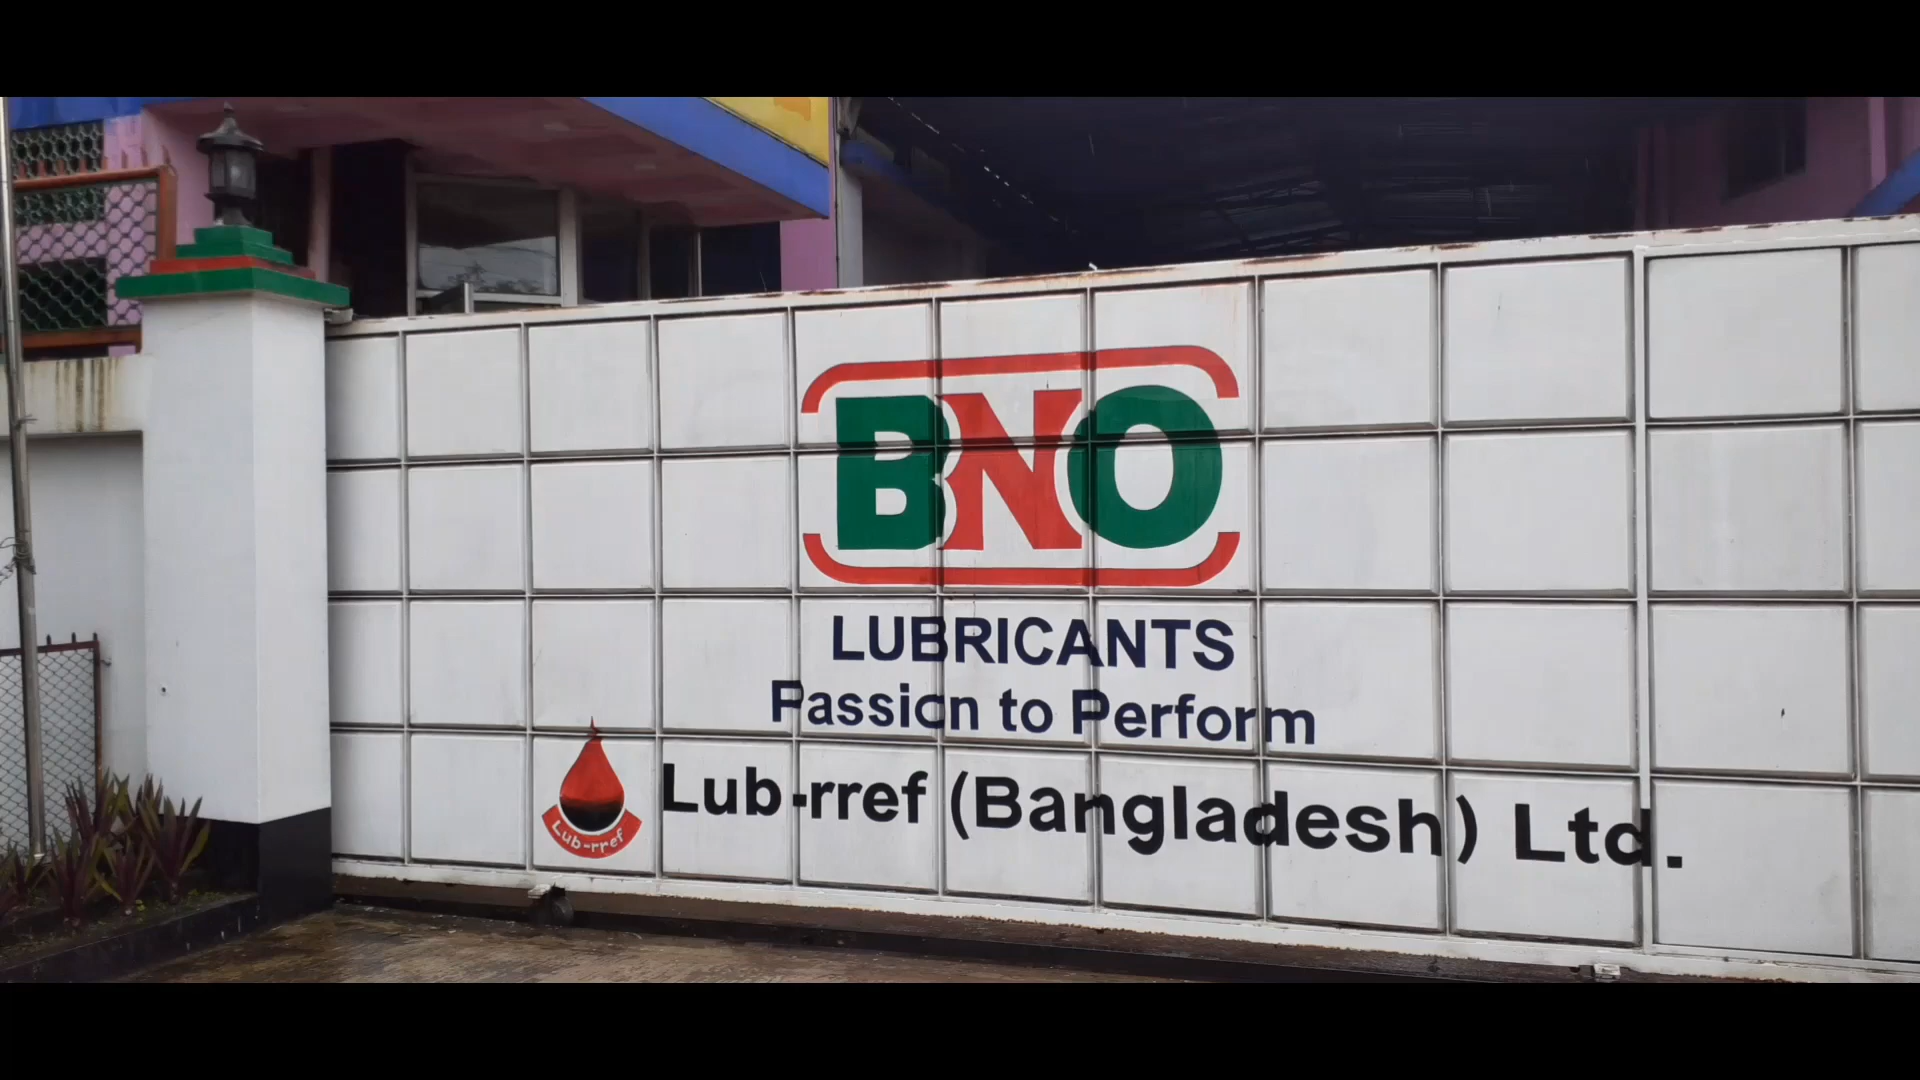 BNO
LUBRICANTS
Passion to Perform
Lub-rref (Bangladesh) Ltd.
Lub-rref